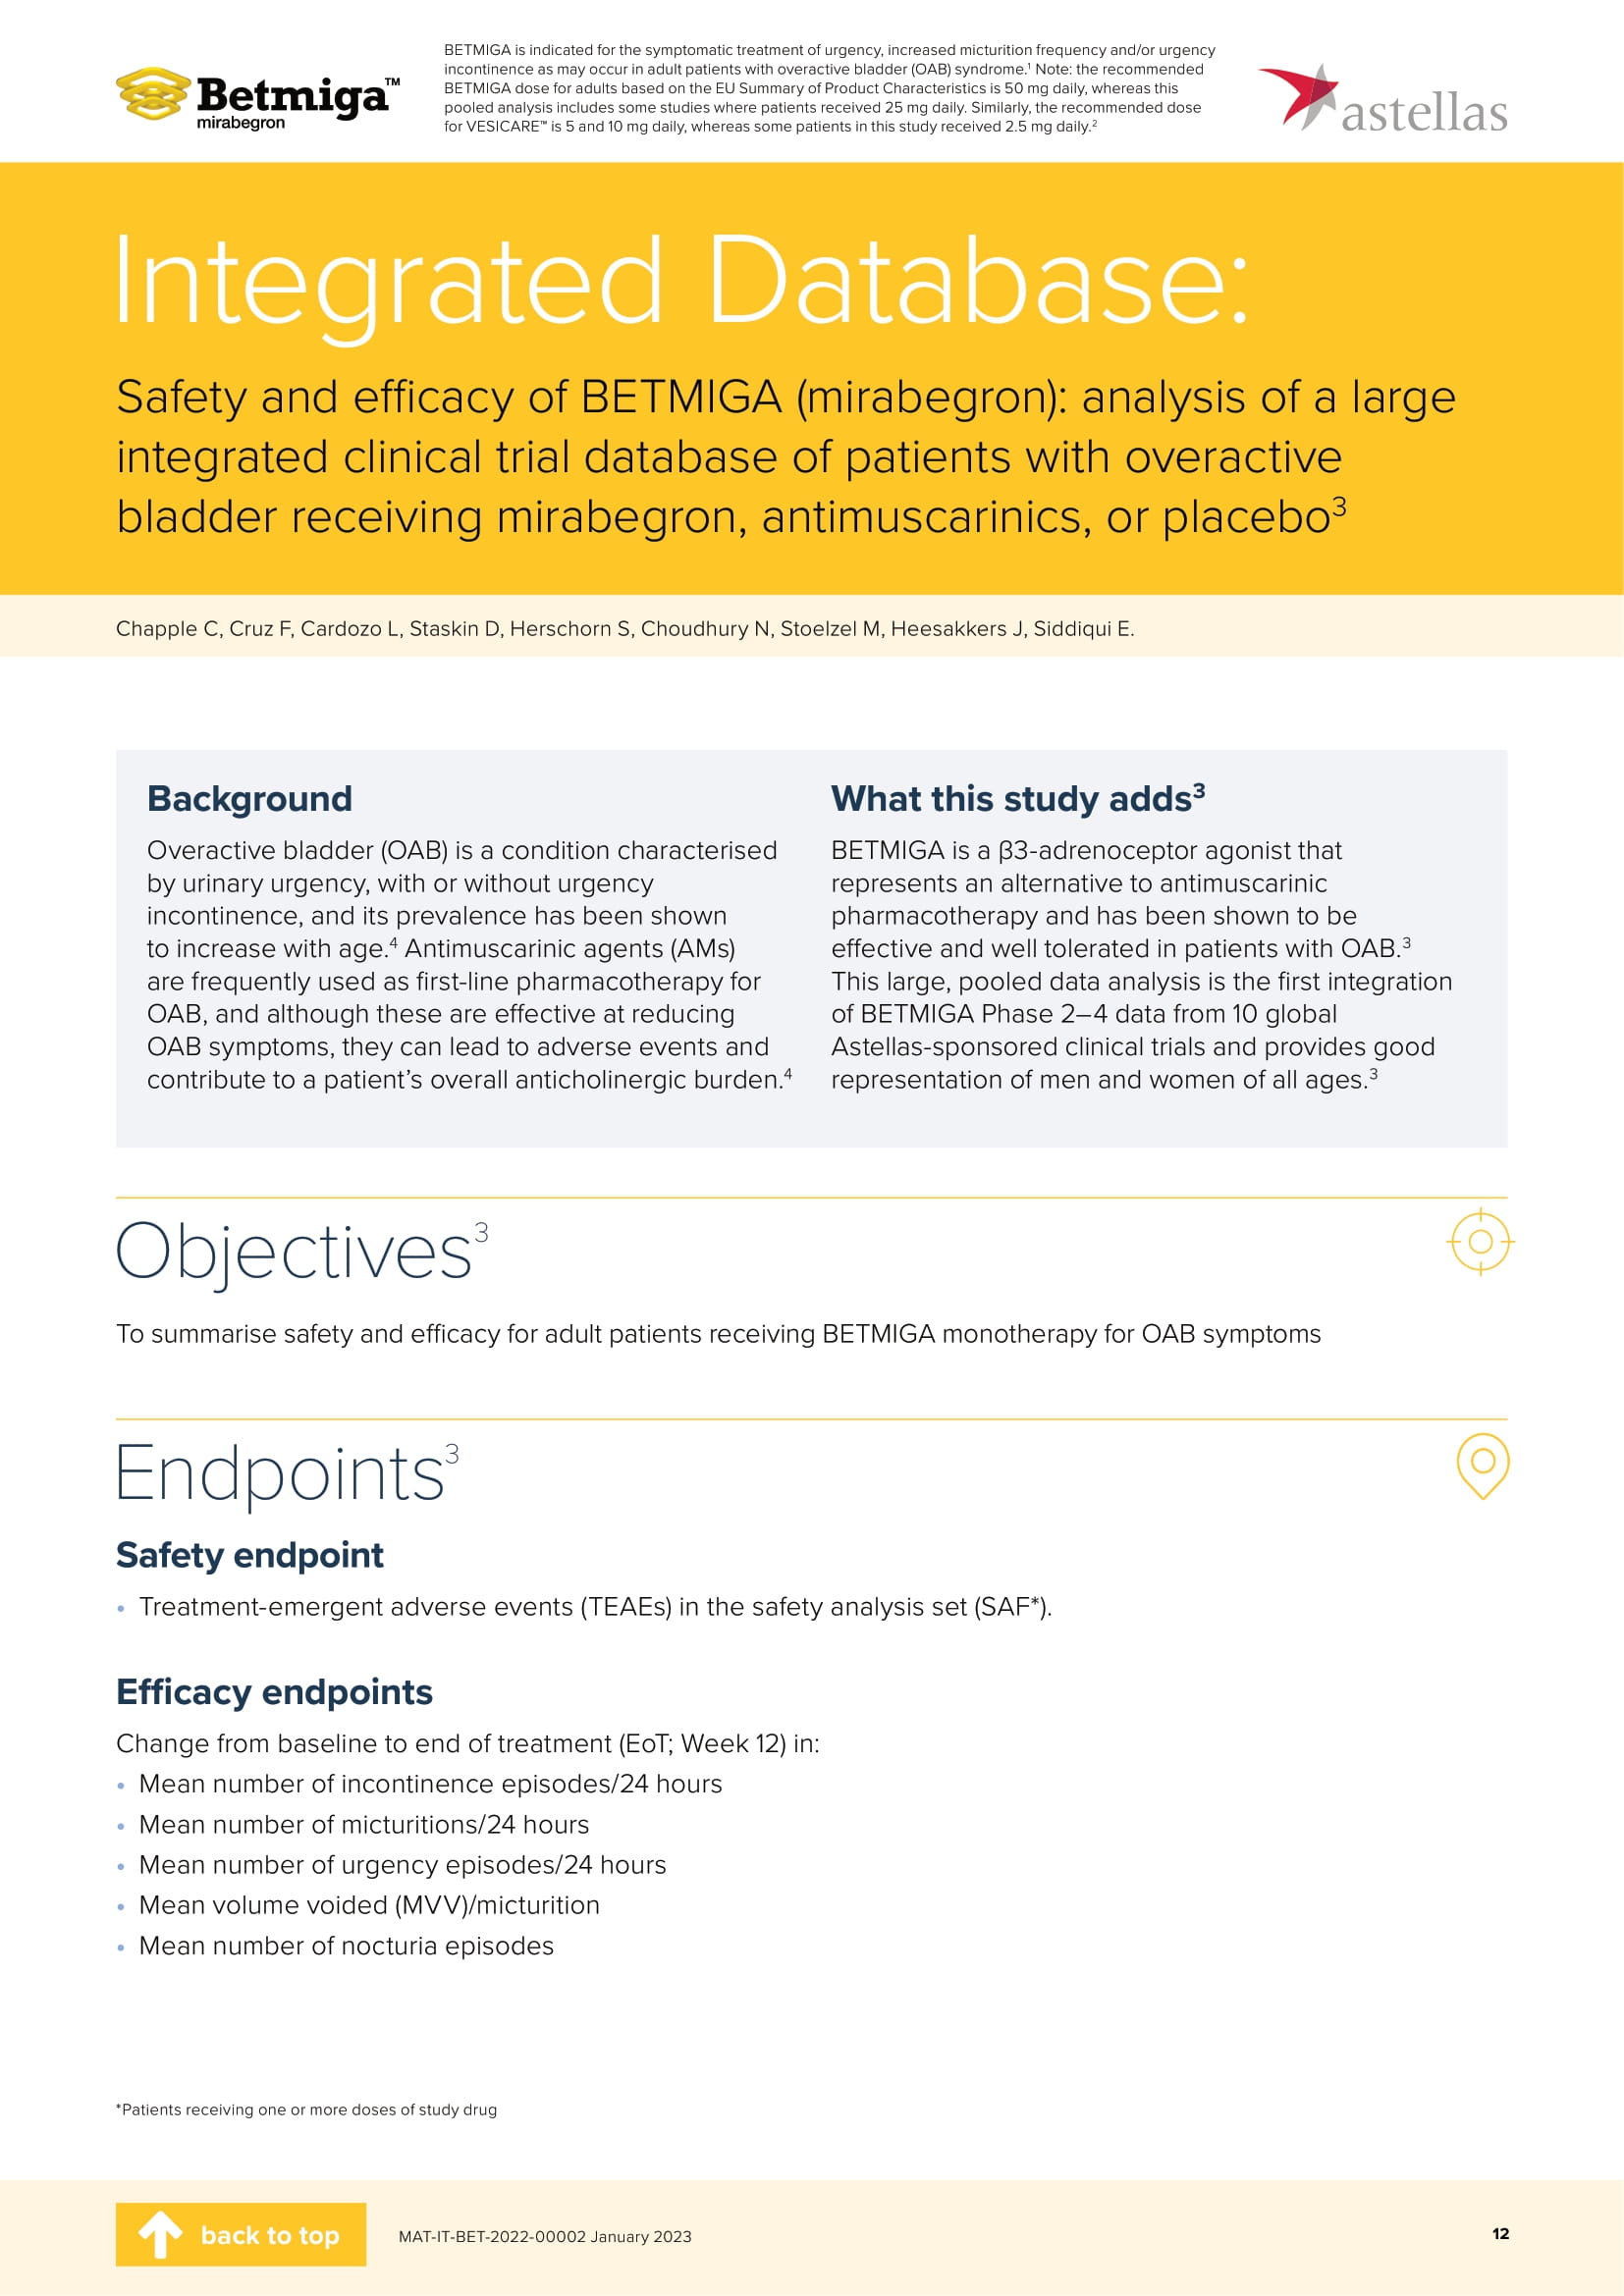 Betmiga™
mirabegron
BETMIGA is indicated for the symptomatic treatment of urgency, increased micturition frequency and/or urgency
incontinence as may occur in adult patients with overactive bladder (OAB) syndrome.¹ Note: the recommended
BETMIGA dose for adults based on the EU Summary of Product Characteristics is 50 mg daily, whereas this
pooled analysis includes some studies where patients received 25 mg daily. Similarly, the recommended dose
for VESICARE™ is 5 and 10 mg daily, whereas some patients in this study received 2.5 mg daily.²
astellas
Integrated Database:
Safety and efficacy of BETMIGA (mirabegron): analysis of a large
integrated clinical trial database of patients with overactive
bladder receiving mirabegron, antimuscarinics, or placebo³
Chapple C, Cruz F, Cardozo L, Staskin D, Herschorn S, Choudhury N, Stoelzel M, Heesakkers J, Siddiqui E.
Background
Overactive bladder (OAB) is a condition characterised
by urinary urgency, with or without urgency
incontinence, and its prevalence has been shown
to increase with age.⁴ Antimuscarinic agents (AMs)
are frequently used as first-line pharmacotherapy for
OAB, and although these are effective at reducing
OAB symptoms, they can lead to adverse events and
contribute to a patient’s overall anticholinergic burden.⁴
What this study adds³
BETMIGA is a β3-adrenoceptor agonist that
represents an alternative to antimuscarinic
pharmacotherapy and has been shown to be
effective and well tolerated in patients with OAB.³
This large, pooled data analysis is the first integration
of BETMIGA Phase 2–4 data from 10 global
Astellas-sponsored clinical trials and provides good
representation of men and women of all ages.³
Objectives³
To summarise safety and efficacy for adult patients receiving BETMIGA monotherapy for OAB symptoms
Endpoints³
Safety endpoint
• Treatment-emergent adverse events (TEAEs) in the safety analysis set (SAF*).
Efficacy endpoints
Change from baseline to end of treatment (EoT; Week 12) in:
• Mean number of incontinence episodes/24 hours
• Mean number of micturitions/24 hours
• Mean number of urgency episodes/24 hours
• Mean volume voided (MVV)/micturition
• Mean number of nocturia episodes
*Patients receiving one or more doses of study drug
back to top
MAT-IT-BET-2022-00002 January 2023
12